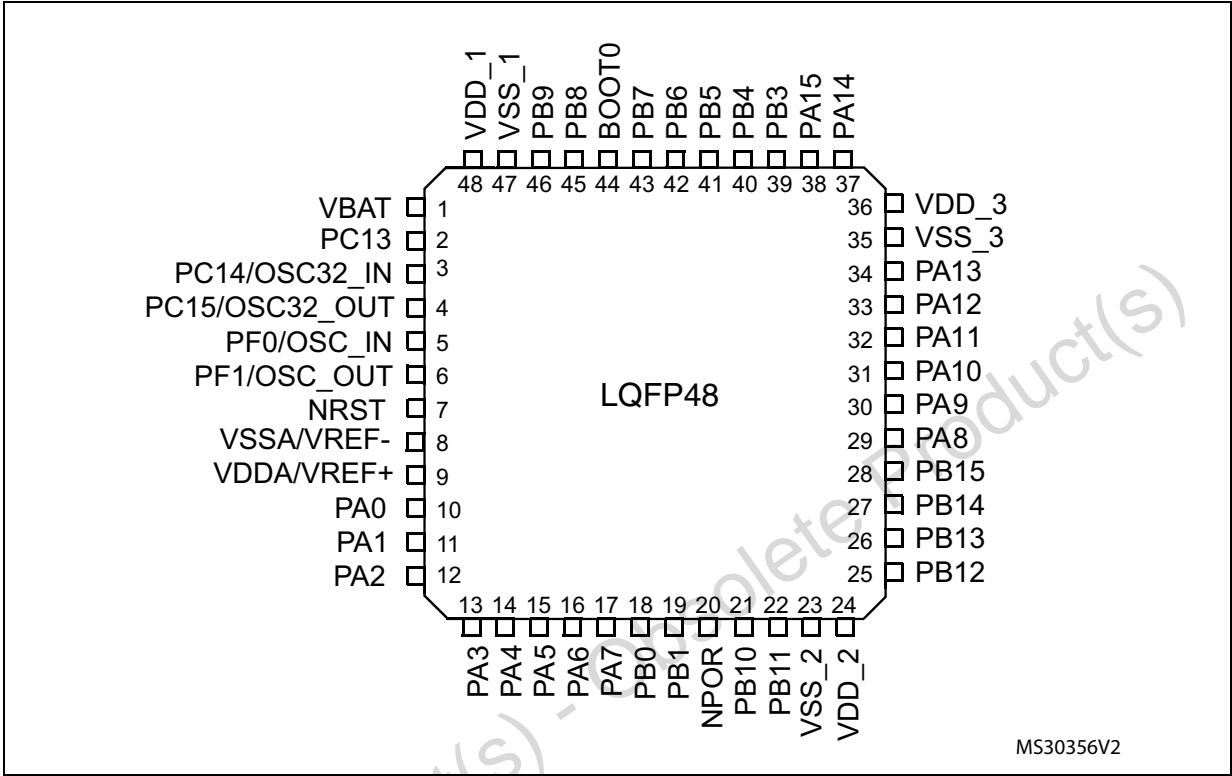 VDD_1
VSS_1
PB9
PB8
BOOT0
PB7
PB6
PB5
PB4
PB3
PA15
PA14
48 47 46 45 44 43 42 41 40 39 38 37
VBAT 1
PC13 2
PC14/OSC32_IN 3
PC15/OSC32_OUT 4
PF0/OSC_IN 5
PF1/OSC_OUT 6
NRST 7
VSSA/VREF- 8
VDDA/VREF+ 9
PA0 10
PA1 11
PA2 12
LQFP48
36 VDD_3
35 VSS_3
34 PA13
33 PA12
32 PA11
31 PA10
30 PA9
29 PA8
28 PB15
27 PB14
26 PB13
25 PB12
13 14 15 16 17 18 19 20 21 22 23 24
PA3
PA4
PA5
PA6
PA7
PB0
PB1
NPOR
PB10
PB11
VSS_2
VDD_2
t(s) - Obsolete Product(s)
MS30356V2